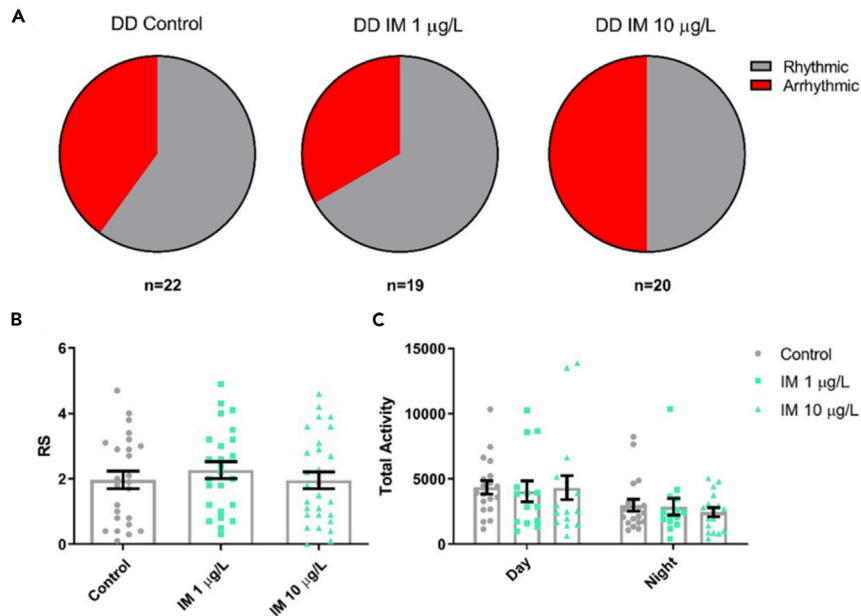 A
DD Control
DD IM 1 μg/L
DD IM 10 μg/L
Rhythmic
Arrhythmic
n=22
n=19
n=20
B
RS
6
4
2
0
Control
IM 1 μg/L
IM 10 μg/L
C
Total Activity
15000
10000
5000
0
Day
Night
Control
IM 1 μg/L
IM 10 μg/L